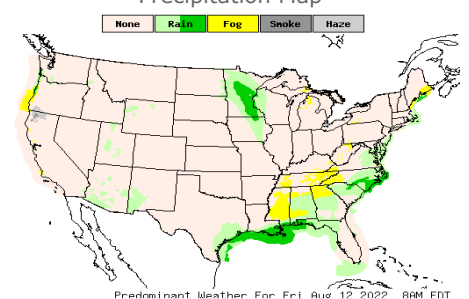 Precipitation Map
None Rain Fog Smoke Haze
Predominant Weather For Fri Aug 12 2022 8AM EDT